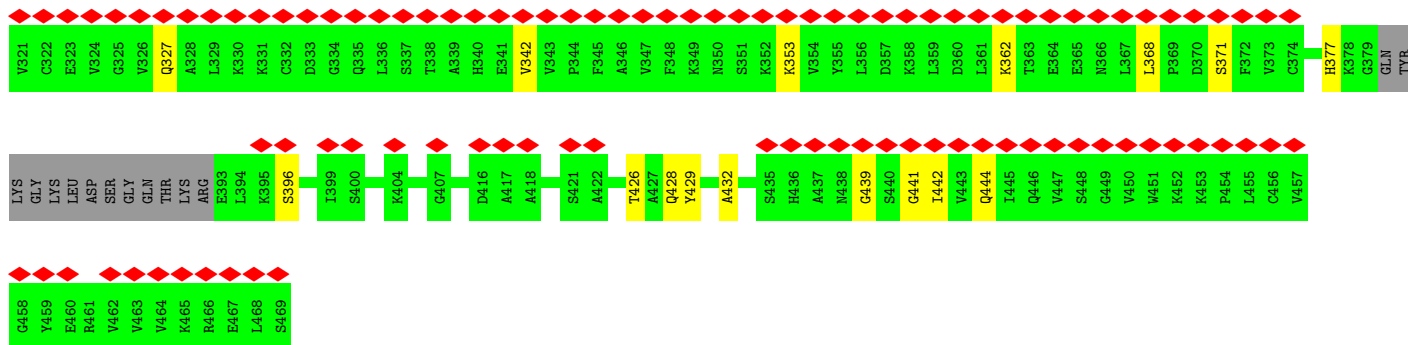 V321 C322 E323 V324 G325 V326 Q327 A328 L329 K330 K331 C332 D333 G334 Q335 L336 S337 T338 A339 H340 E341 V342 V343 P344 F345 A346 V347 F348 K349 N350 S351 K352 K353 V354 Y355 L356 D357 K358 L359 D360 L361 K362 T363 E364 E365 N366 L367 L368 P369 D370 S371 F372 V373 C374 H377 K378 G379 GLN TYR
LYS GLY LYS LEU ASP SER GLY GLN THR LYS ARG E393 L394 K395 S396 I399 S400 K404 G407 D416 A417 A418 S421 A422 T426 A427 Q428 Y429 A432 S435 H436 A437 N438 G439 S440 G441 I442 V443 Q444 I445 Q446 V447 S448 G449 V450 W451 K452 K453 P454 L455 C456 V457
G458 Y459 E460 R461 V462 V463 V464 K465 R466 E467 L468 S469